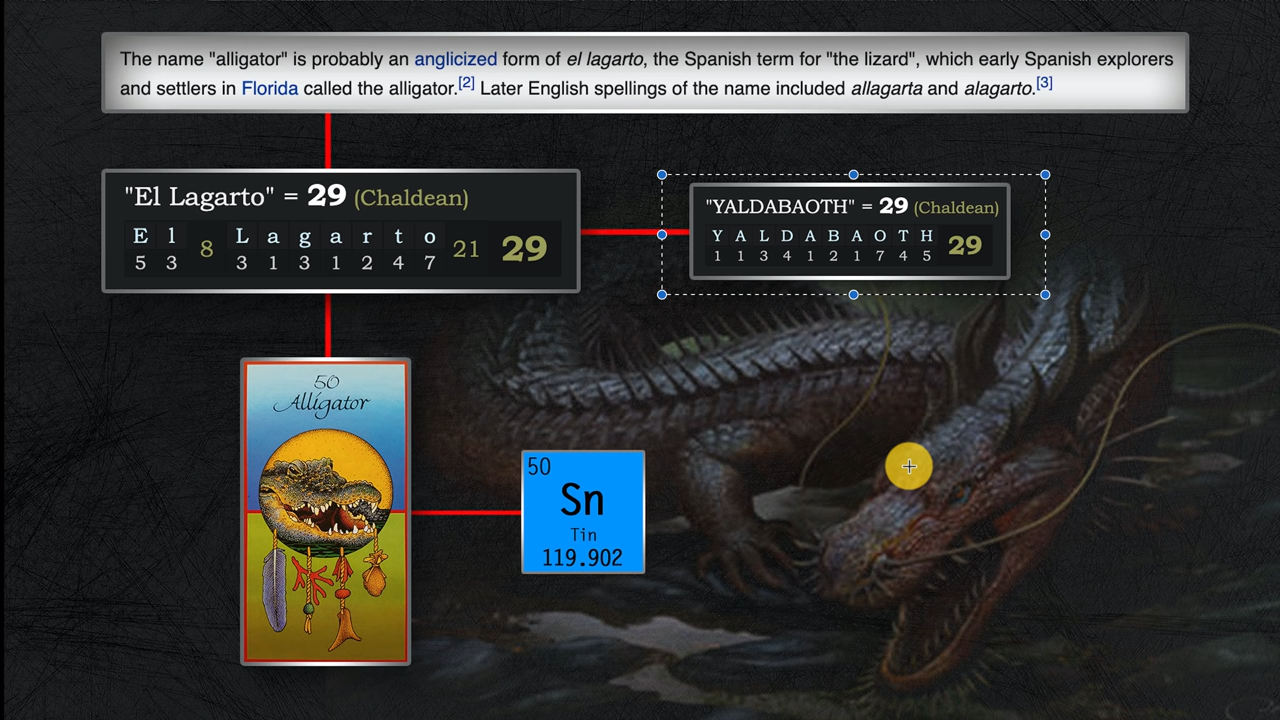 The name "alligator" is probably an anglicized form of el lagarto, the Spanish term for "the lizard", which early Spanish explorers
and settlers in Florida called the alligator.[2] Later English spellings of the name included allagarta and alagarto.[3]
"El Lagarto" = 29 (Chaldean)
E l L a g a r t o
5 3 8 3 1 3 1 2 4 7 21 29
"YALDABAOTH" = 29 (Chaldean)
Y A L D A B A O T H
1 1 3 4 1 2 1 7 4 5 29
50
Alligator
50
Sn
Tin
119.902